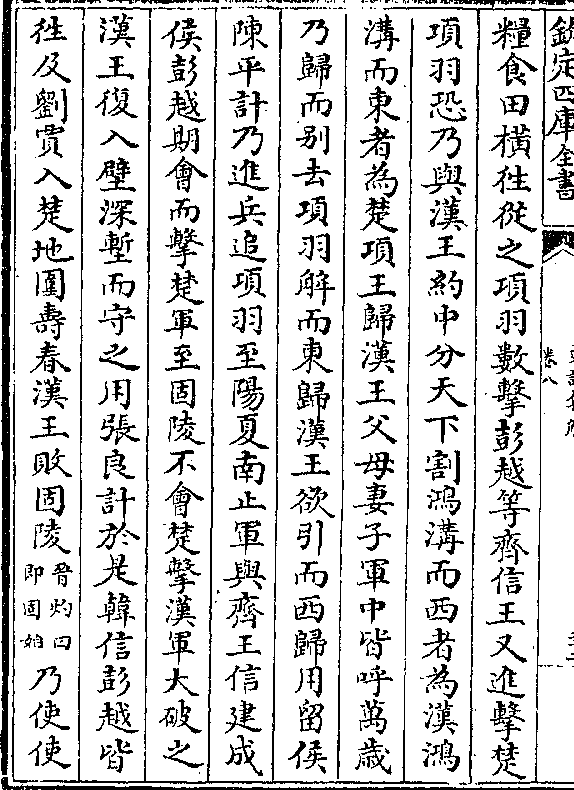 欽定四庫全書
卷八
糧食田橫徃從之項羽數擊彭越等齊信王又進擊楚
項羽恐乃與漢王約中分天下割鴻溝而西者為漢鴻
溝而東者為楚項王歸漢王父母妻子軍中皆呼萬歳
乃歸而别去項羽解而東歸漢王欲引而西歸用留侯
陳平計乃進兵追項羽至陽夏南止軍與齊王信建成
侯彭越期會而擊楚軍至固陵不會楚擊漢軍大破之
漢王復入壁深塹而守之用張良計於是韓信彭越皆
徃及劉賈入楚地圍壽春漢王敗固陵晉灼曰即固始乃使使